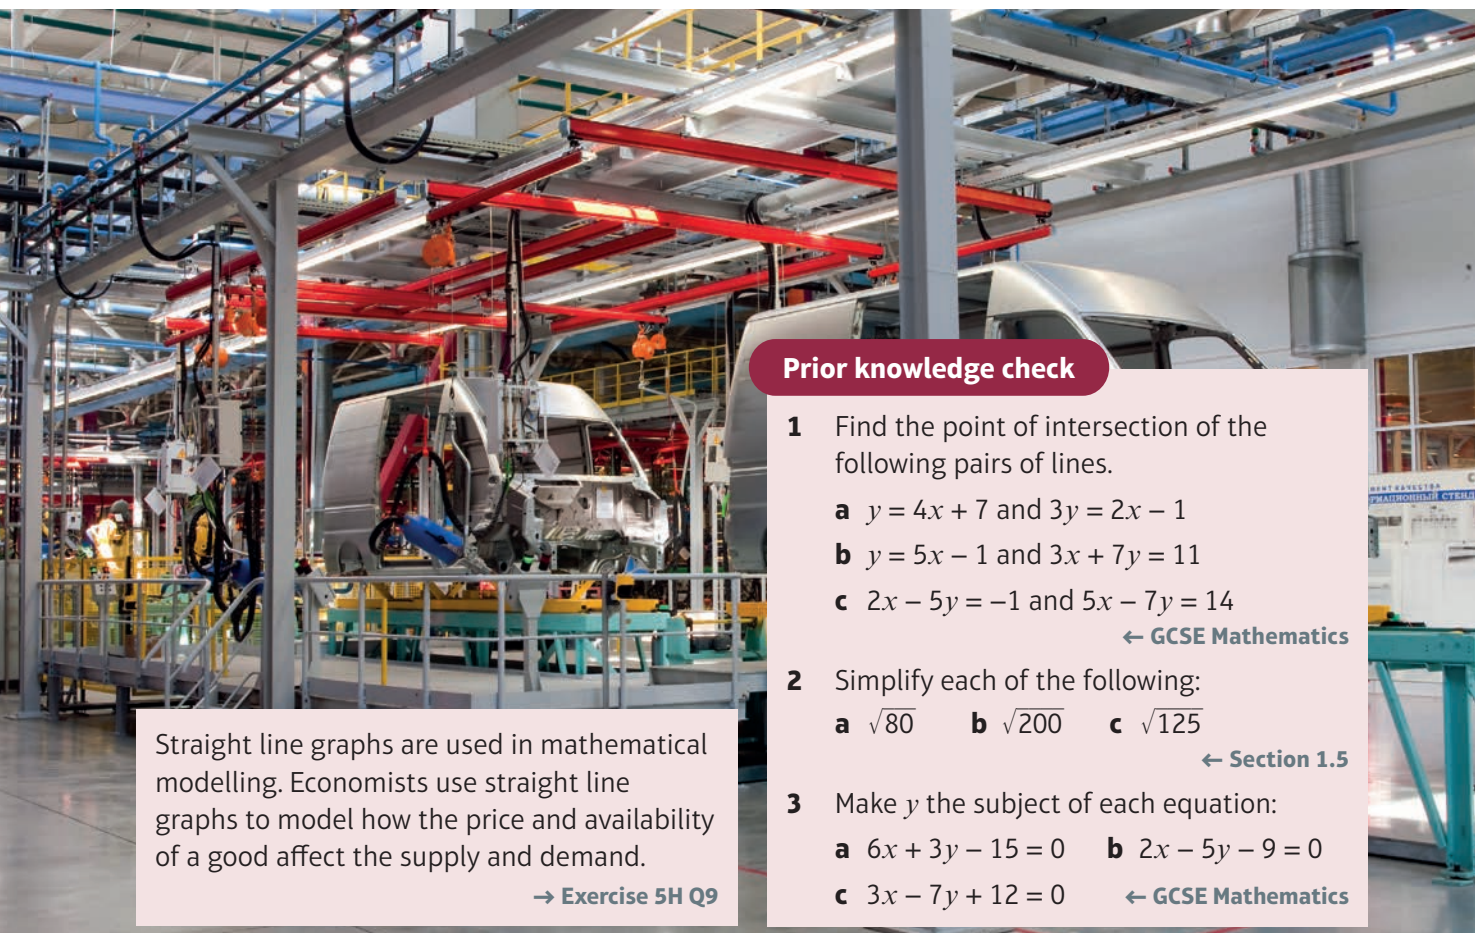 Prior knowledge check
1 Find the point of intersection of the
following pairs of lines.
a y = 4x + 7 and 3y = 2x − 1
b y = 5x − 1 and 3x + 7y = 11
c 2x − 5y = −1 and 5x − 7y = 14
← GCSE Mathematics
2 Simplify each of the following:
a √80 b √200 c √125
← Section 1.5
3 Make y the subject of each equation:
a 6x + 3y − 15 = 0 b 2x − 5y − 9 = 0
c 3x − 7y + 12 = 0 ← GCSE Mathematics
Straight line graphs are used in mathematical
modelling. Economists use straight line
graphs to model how the price and availability
of a good affect the supply and demand.
→ Exercise 5H Q9
КАЧЕСТВА